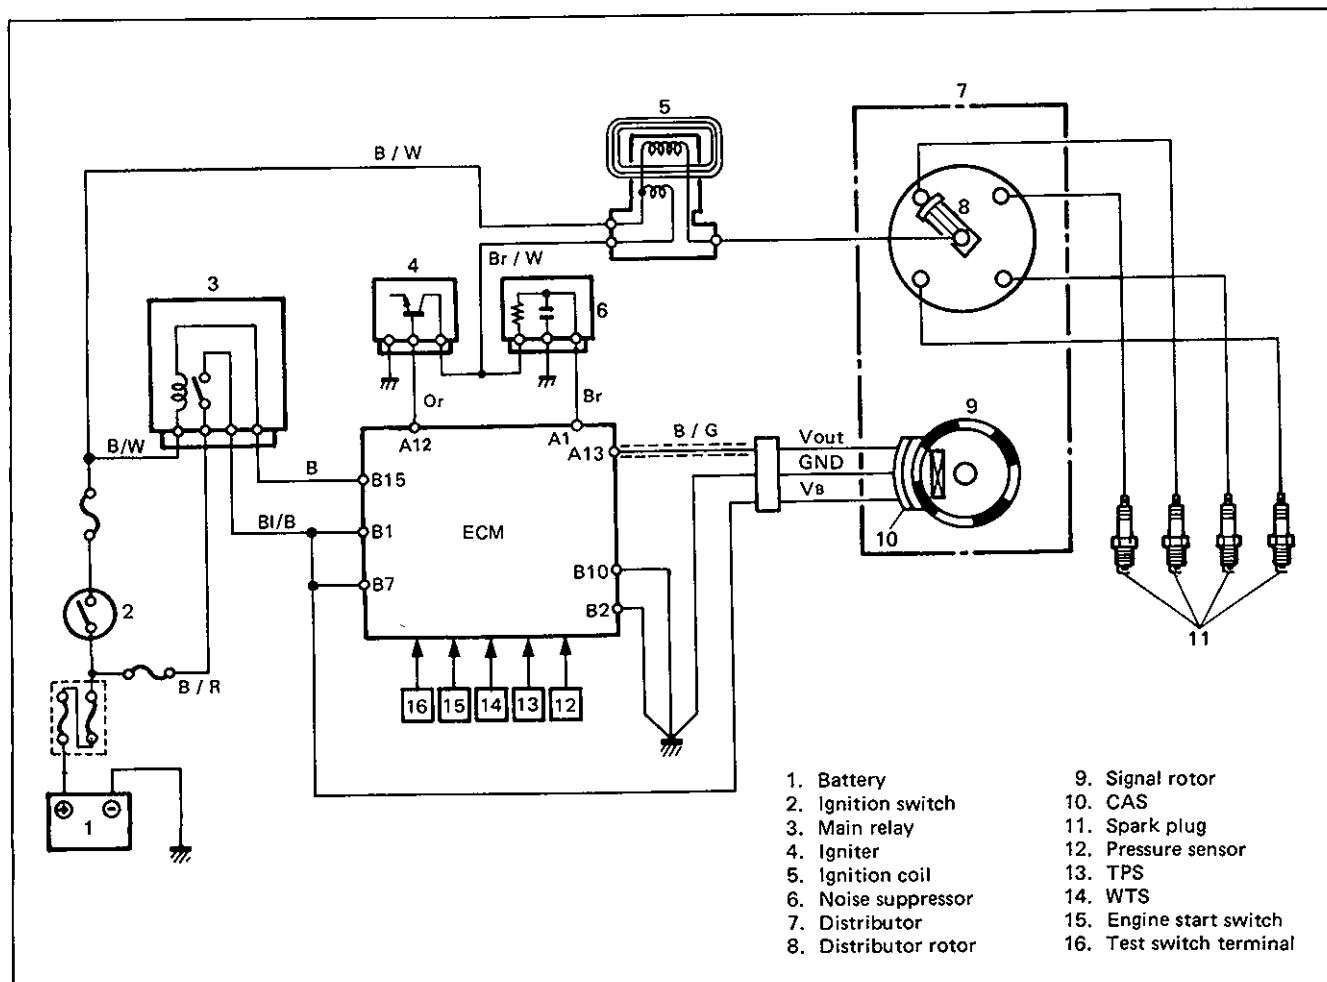 7
5
B / W
8
Br / W
4
3
6
Or
Br
9
B / G
A12
A1
A13
Vout
B/W
GND
B
B15
VB
Bl/B
B1
ECM
10
B7
B10
2
B2
11
B / R
16
15
14
13
12
1
1. Battery
2. Ignition switch
3. Main relay
4. Igniter
5. Ignition coil
6. Noise suppressor
7. Distributor
8. Distributor rotor
9. Signal rotor
10. CAS
11. Spark plug
12. Pressure sensor
13. TPS
14. WTS
15. Engine start switch
16. Test switch terminal